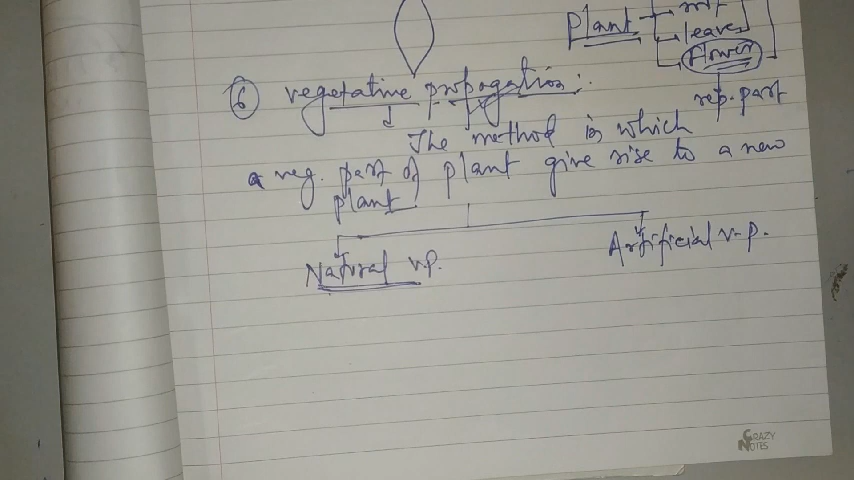 Plant
leaves
flower
rep. part
⑥ vegetative propagation :-
The method in which
a veg. part of plant give rise to a new
plant
Natural v.p.
Artificial v.p.
CRAZY
NOTES